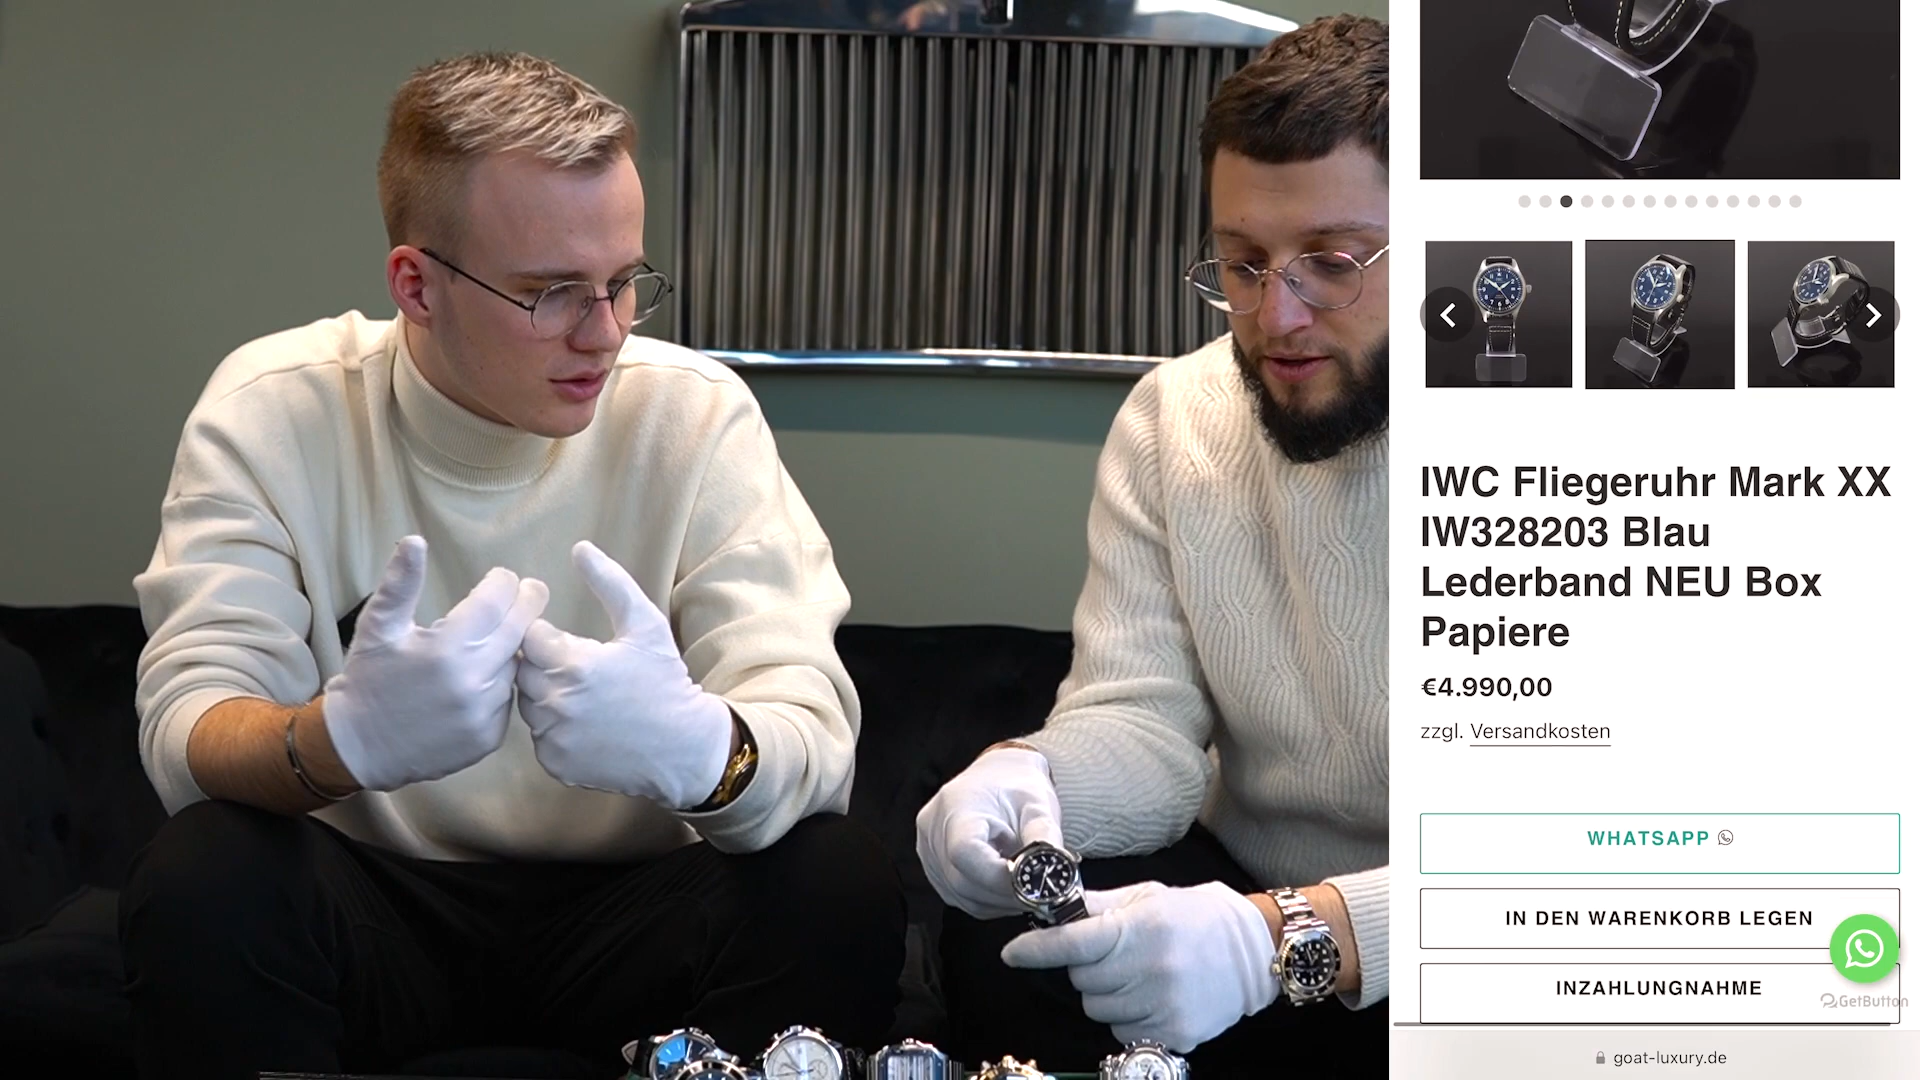 IWC Fliegeruhr Mark XX
IW328203 Blau
Lederband NEU Box
Papiere
€4.990,00
zzgl. Versandkosten
WHATSAPP
IN DEN WARENKORB LEGEN
INZAHLUNGNAHME
GetButton
goat-luxury.de